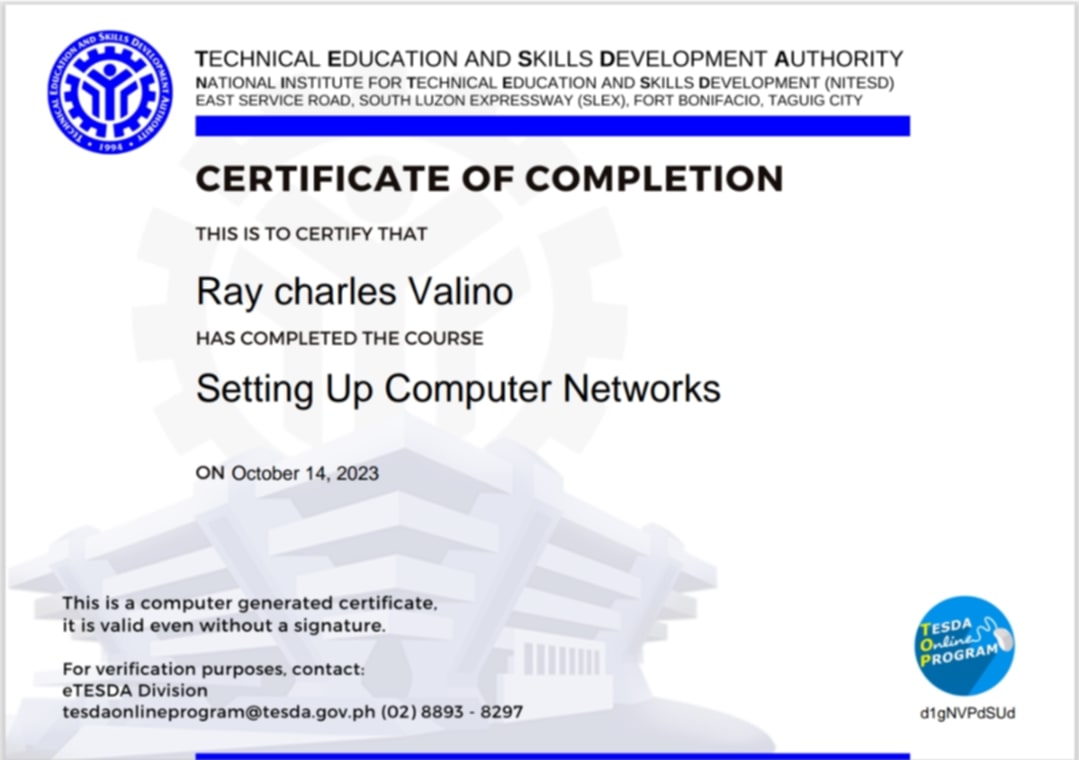 TECHNICAL EDUCATION AND SKILLS DEVELOPMENT AUTHORITY
• 1994 •
TECHNICAL EDUCATION AND SKILLS DEVELOPMENT AUTHORITY
NATIONAL INSTITUTE FOR TECHNICAL EDUCATION AND SKILLS DEVELOPMENT (NITESD)
EAST SERVICE ROAD, SOUTH LUZON EXPRESSWAY (SLEX), FORT BONIFACIO, TAGUIG CITY
CERTIFICATE OF COMPLETION
THIS IS TO CERTIFY THAT
Ray charles Valino
HAS COMPLETED THE COURSE
Setting Up Computer Networks
ON October 14, 2023
This is a computer generated certificate,
it is valid even without a signature.
For verification purposes, contact:
eTESDA Division
tesdaonlineprogram@tesda.gov.ph (02) 8893 - 8297
TESDA
Online
PROGRAM
d1gNVPdSUd